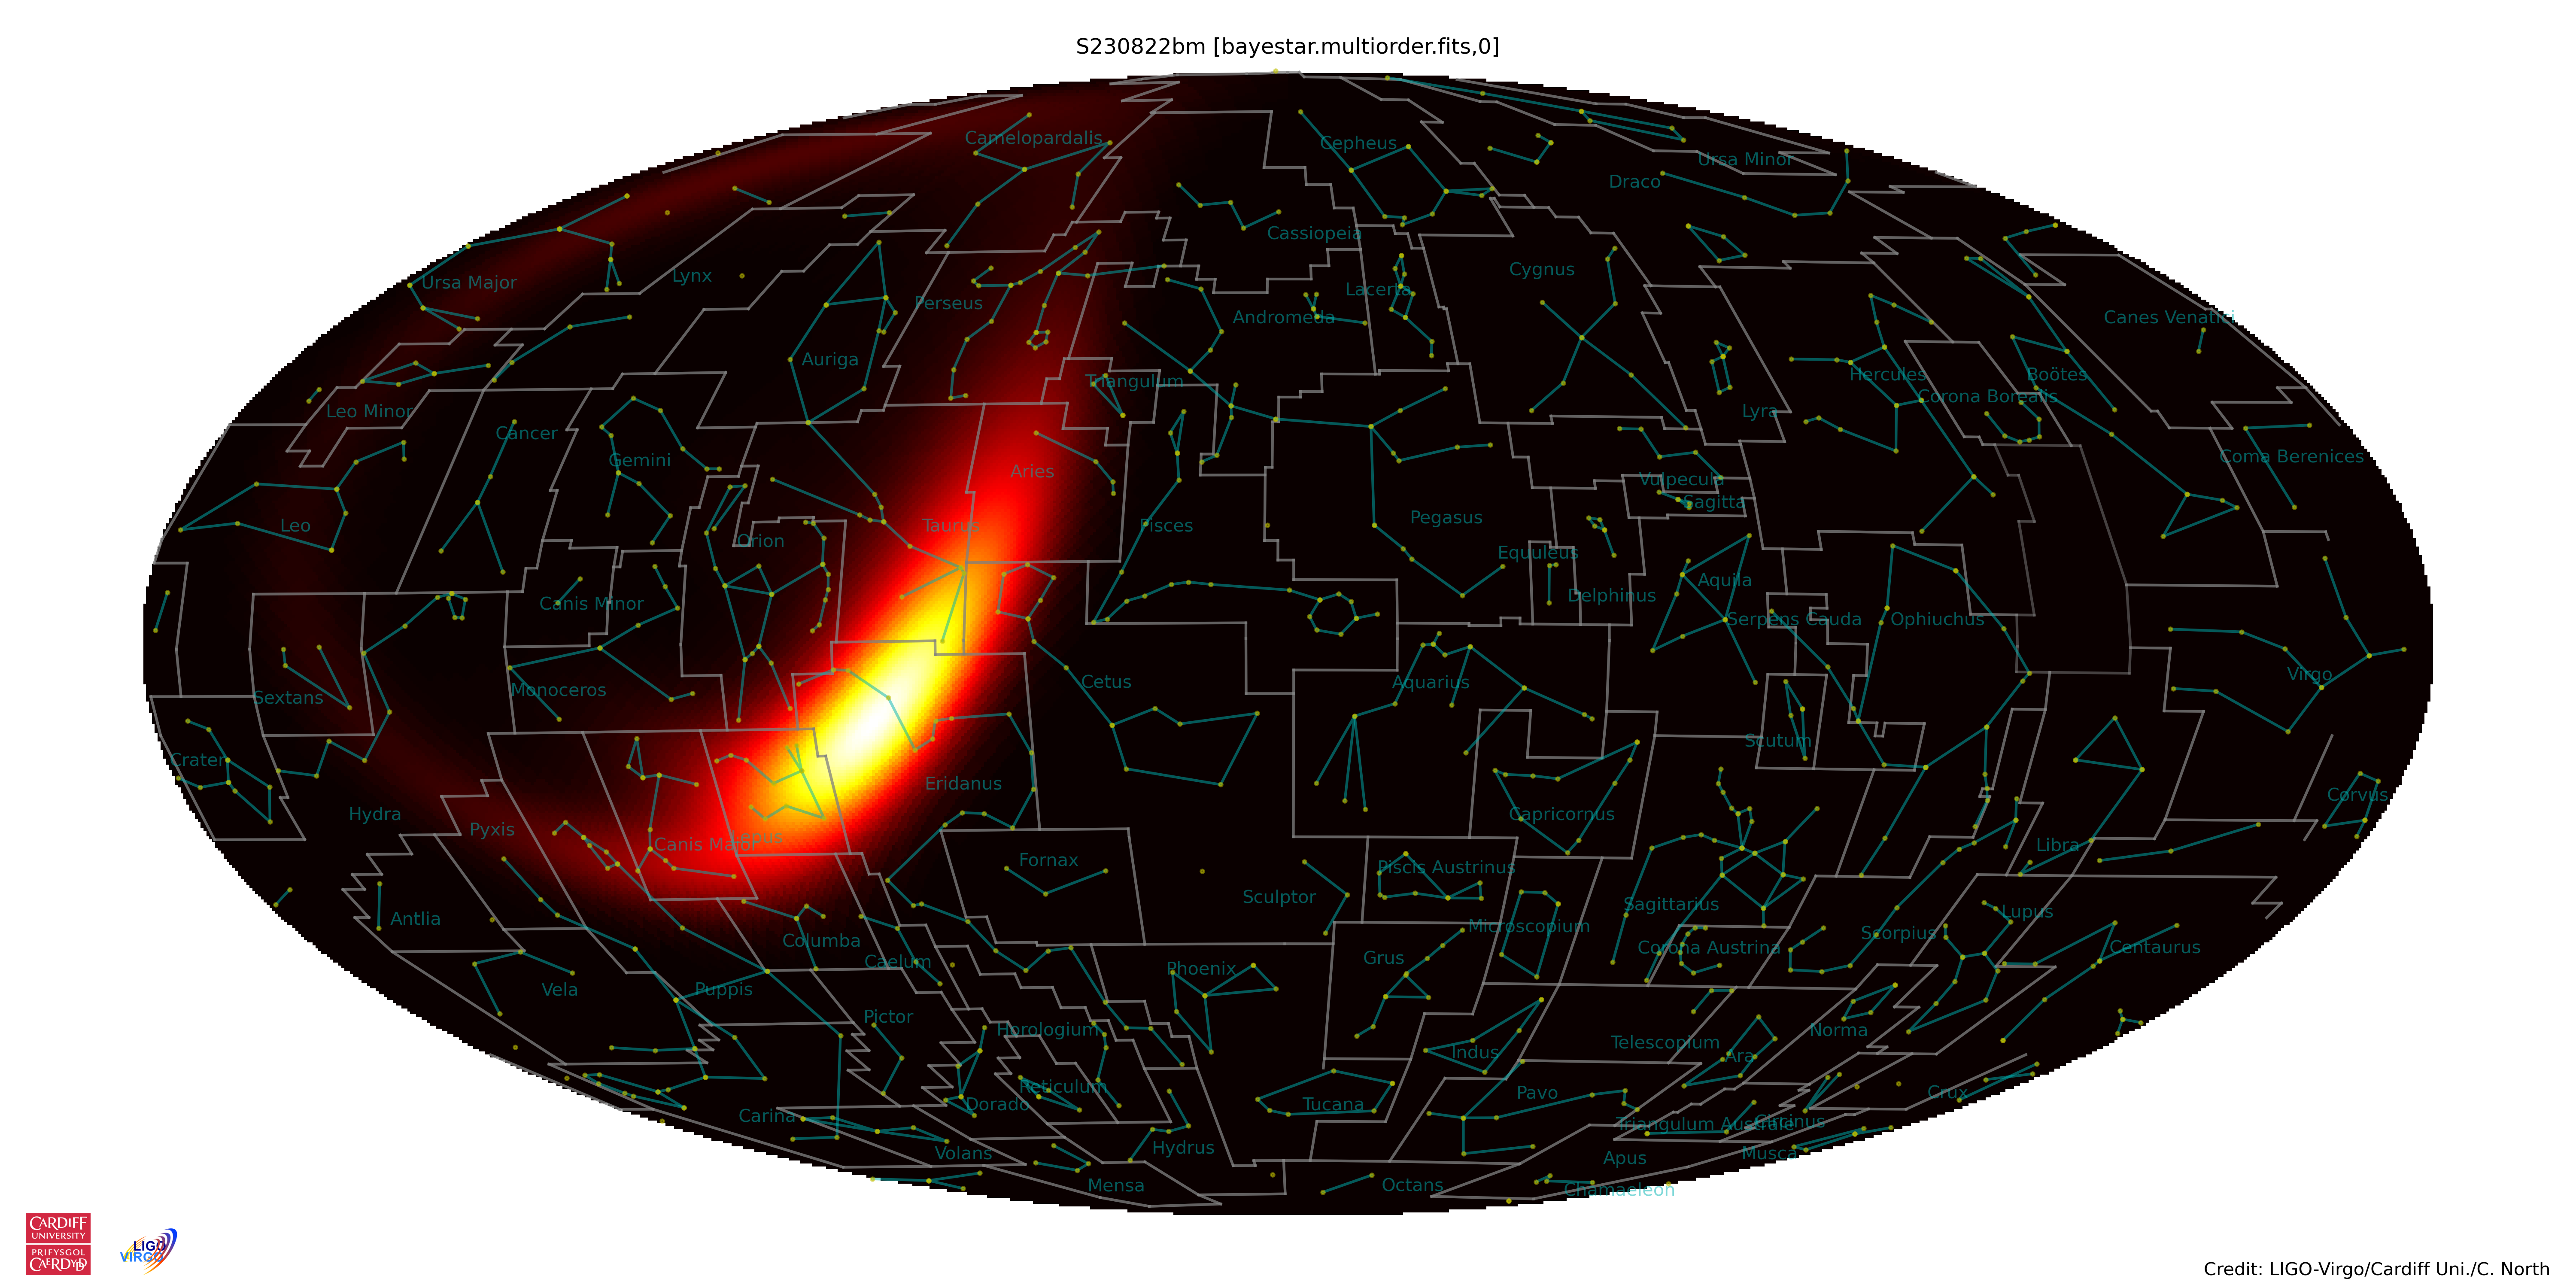 S230822bm [bayestar.multiorder.fits,0]
Camelopardalis
Cepheus
Ursa Minor
Draco
Cassiopeia
Ursa Major
Lynx
Cygnus
Perseus
Lacerta
Andromeda
Canes Venatici
Auriga
Triangulum
Hercules
Boötes
Corona Borealis
Leo Minor
Lyra
Cancer
Gemini
Aries
Coma Berenices
Vulpecula
Sagitta
Leo
Orion
Taurus
Pisces
Pegasus
Equuleus
Aquila
Canis Minor
Delphinus
Serpens Cauda
Ophiuchus
Sextans
Monoceros
Cetus
Aquarius
Virgo
Crater
Scutum
Eridanus
Corvus
Hydra
Pyxis
Capricornus
Canis Major
Lepus
Libra
Fornax
Piscis Austrinus
Sculptor
Antlia
Sagittarius
Lupus
Microscopium
Columba
Scorpius
Corona Austrina
Centaurus
Caelum
Phoenix
Grus
Vela
Puppis
Pictor
Horologium
Norma
Telescopium
Indus
Ara
Reticulum
Pavo
Crux
Dorado
Tucana
Carina
Triangulum Australe
Circinus
Volans
Hydrus
Apus
Musca
Mensa
Octans
Chamaeleon
CARDIFF
UNIVERSITY
PRIFYSGOL
CAERDYDD
LIGO
VIRGO
Credit: LIGO-Virgo/Cardiff Uni./C. North